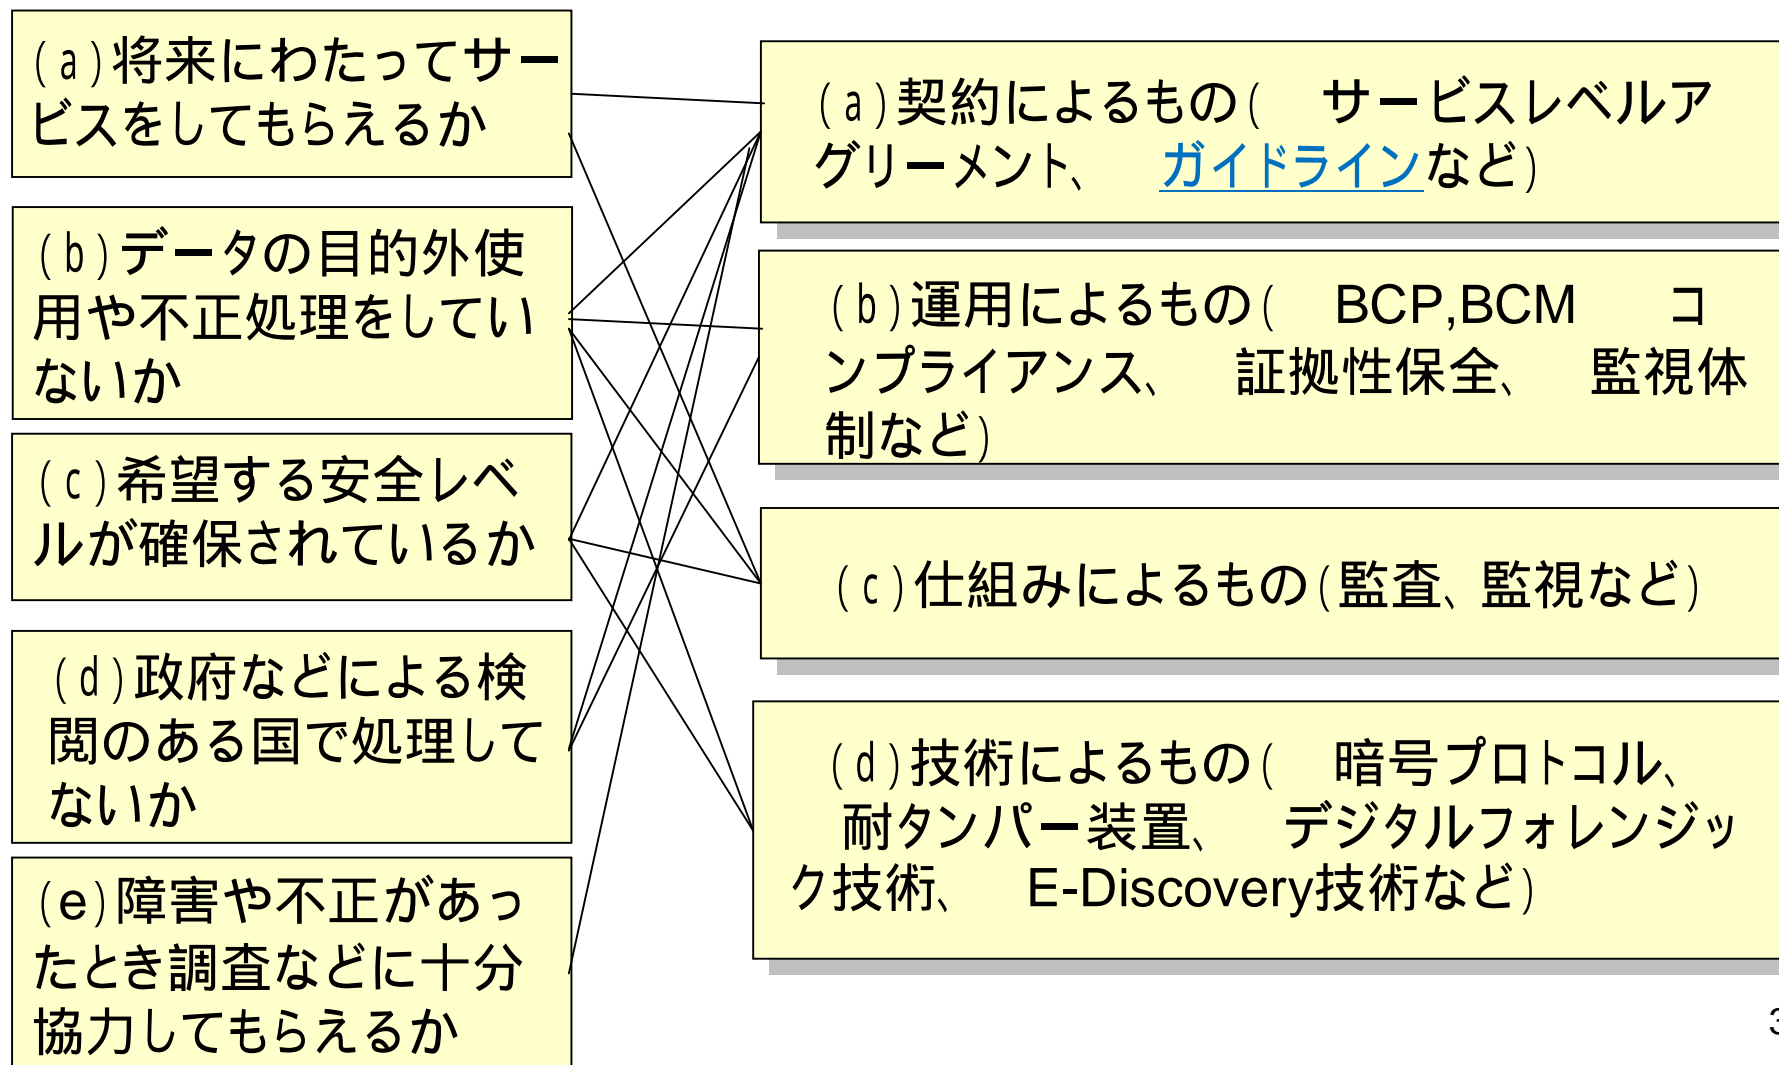 (a)将来にわたってサー
ビスをしてもらえるか
(b)データの目的外使
用や不正処理をしてい
ないか
(c)希望する安全レベ
ルが確保されているか
(d)政府などによる検
閲のある国で処理して
ないか
(e)障害や不正があっ
たとき調査などに十分
協力してもらえるか
(a)契約によるもの( サービスレベルア
グリーメント、 ガイドラインなど)
(b)運用によるもの( BCP,BCM コ
ンプライアンス、 証拠性保全、 監視体
制など)
(c)仕組みによるもの(監査、監視など)
(d)技術によるもの( 暗号プロトコル、
耐タンパー装置、 デジタルフォレンジッ
ク技術、 E-Discovery技術など)